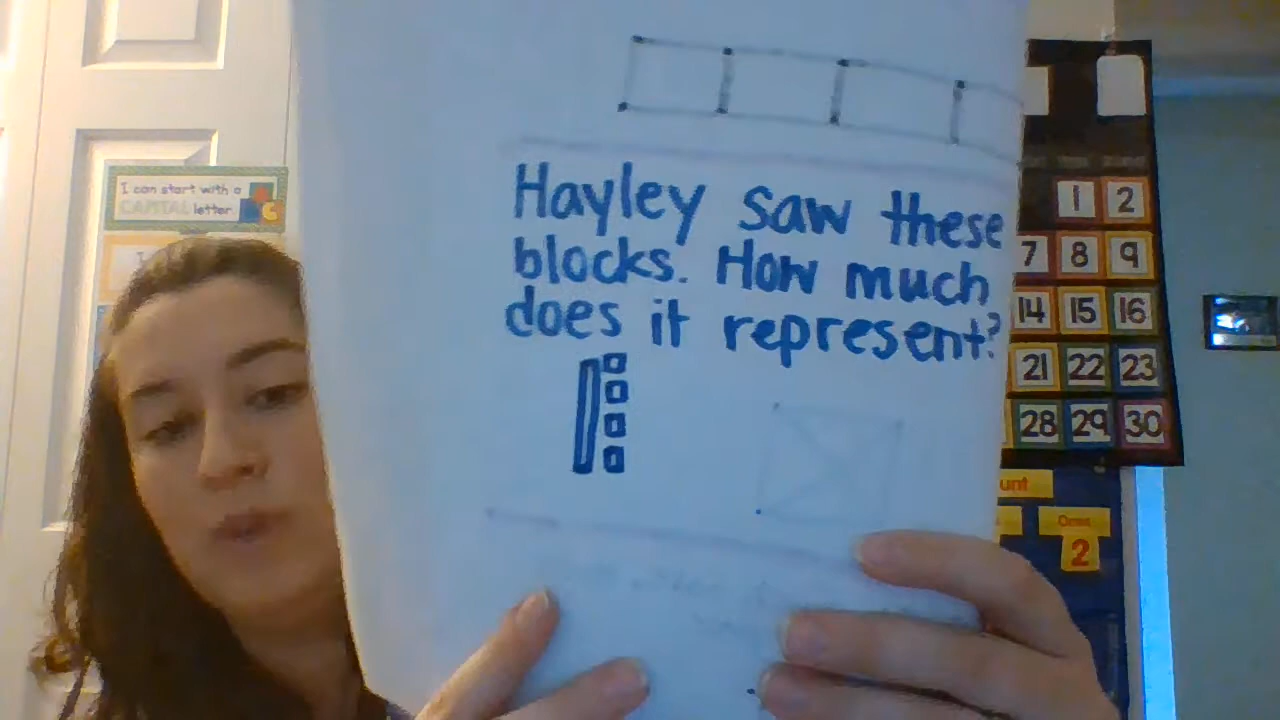 I can start with a
CAPITAL letter
Hayley saw these
blocks. How much
does it represent?
1 2
7 8 9
14 15 16
21 22 23
28 29 30
Ones
2